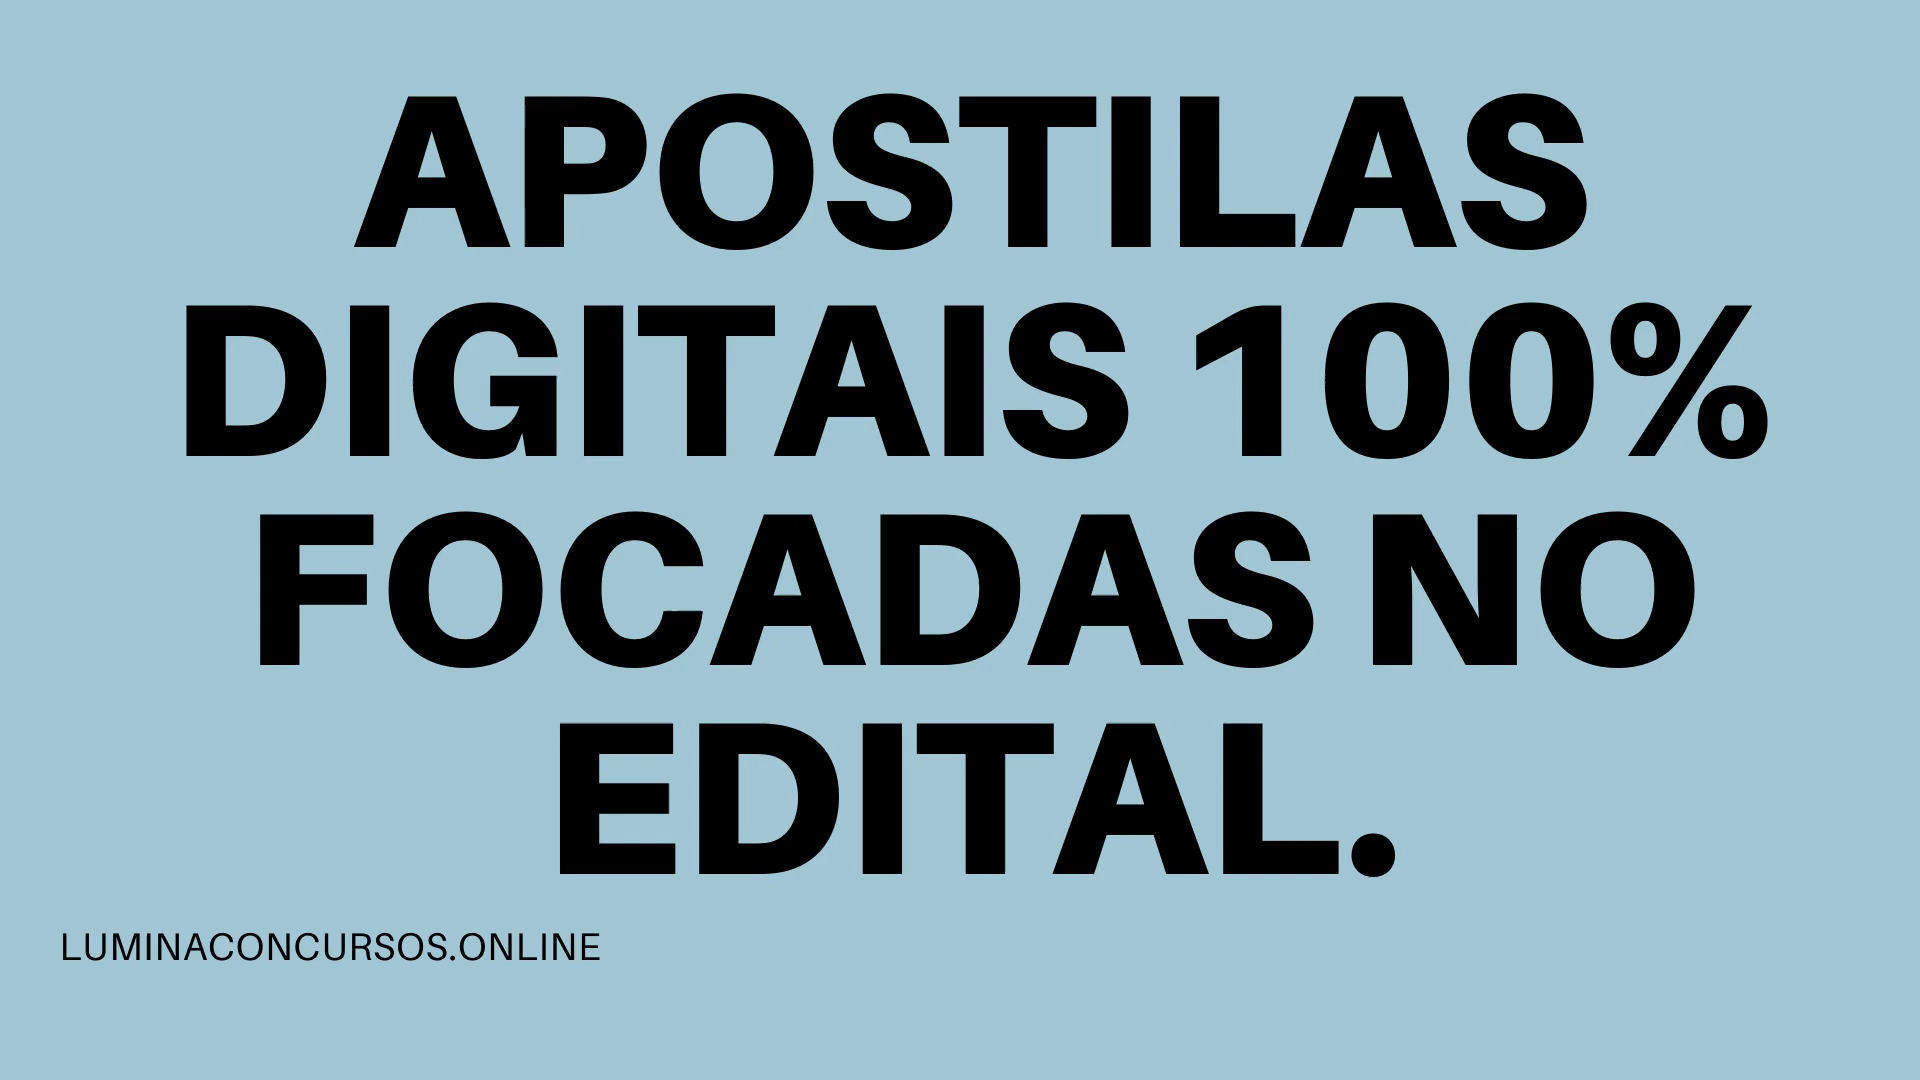 APOSTILAS
DIGITAIS 100%
FOCADAS NO
EDITAL.
LUMINACONCURSOS.ONLINE